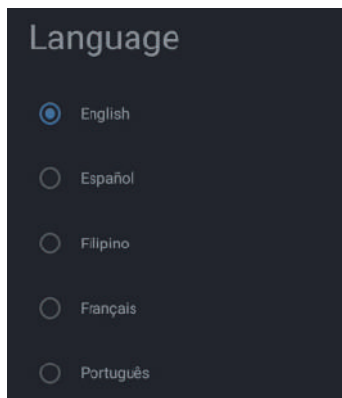 Language
English
Español
Filipino
Français
Português